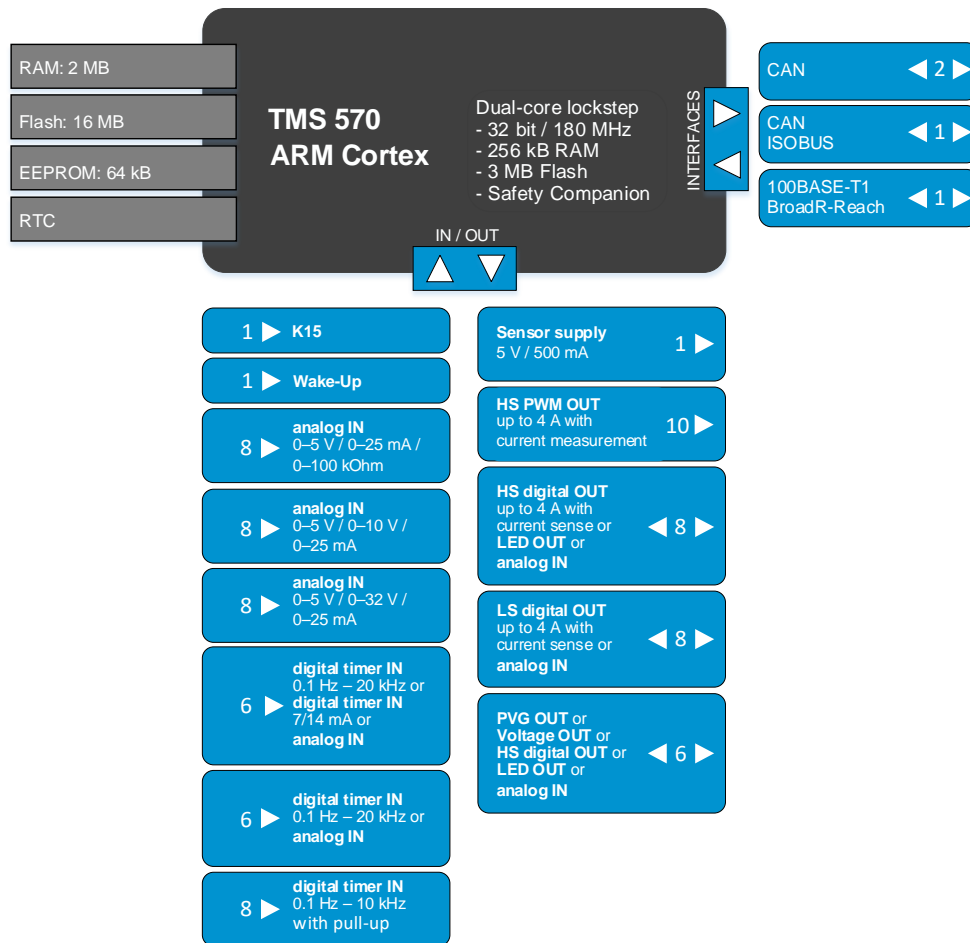 RAM: 2 MB
Flash: 16 MB
EEPROM: 64 kB
RTC
TMS 570
ARM Cortex
Dual-core lockstep
- 32 bit / 180 MHz
- 256 kB RAM
- 3 MB Flash
- Safety Companion
INTERFACES
IN / OUT
CAN
2
CAN
ISOBUS
1
100BASE-T1
BroadR-Reach
1
1 K15
1 Wake-Up
8
analog IN
0–5 V / 0–25 mA /
0–100 kOhm
8
analog IN
0–5 V / 0–10 V /
0–25 mA
8
analog IN
0–5 V / 0–32 V /
0–25 mA
6
digital timer IN
0.1 Hz – 20 kHz or
digital timer IN
7/14 mA or
analog IN
6
digital timer IN
0.1 Hz – 20 kHz or
analog IN
8
digital timer IN
0.1 Hz – 10 kHz
with pull-up
Sensor supply
5 V / 500 mA
1
HS PWM OUT
up to 4 A with
current measurement
10
HS digital OUT
up to 4 A with
current sense or
LED OUT or
analog IN
8
LS digital OUT
up to 4 A with
current sense or
analog IN
8
PVG OUT or
Voltage OUT or
HS digital OUT or
LED OUT or
analog IN
6